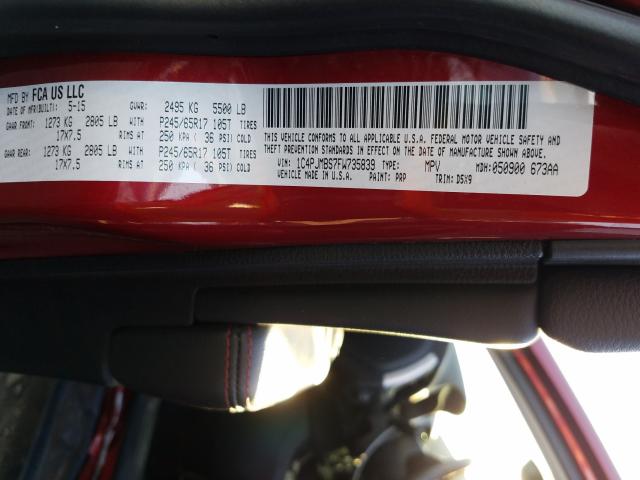 MFD BY FCA US LLC
DATE OF MFR(BUILT): 5-15 GVWR: 2495 KG 5500 LB
GAWR FRONT: 1273 KG 2805 LB WITH P245/65R17 105T TIRES
17X7.5 RIMS AT 250 KPA ( 36 PSI) COLD
GAWR REAR: 1273 KG 2805 LB WITH P245/65R17 105T TIRES
17X7.5 RIMS AT 250 KPA ( 36 PSI) COLD
THIS VEHICLE CONFORMS TO ALL APPLICABLE U.S.A. FEDERAL MOTOR VEHICLE SAFETY AND
THEFT PREVENTION STANDARDS IN EFFECT ON THE DATE OF MANUFACTURE SHOWN ABOVE.
VIN: 1C4PJMBS7FW735839 TYPE: MPV MDH: 050900 673AA
VEHICLE MADE IN U.S.A. PAINT: PRP TRIM: D5X9